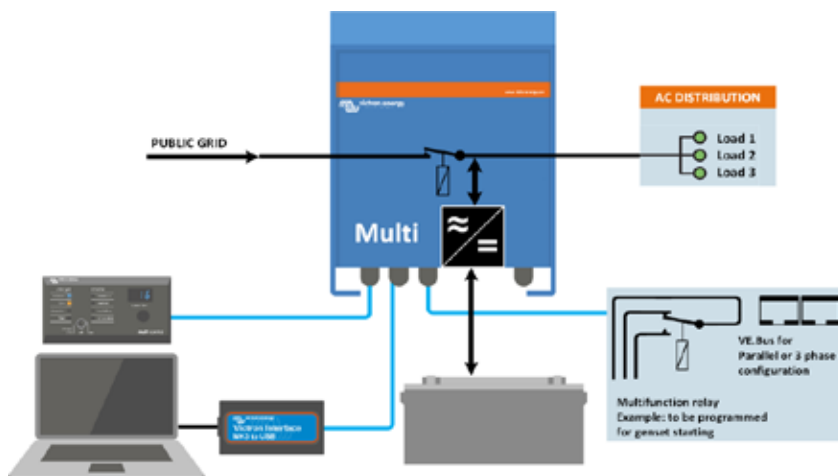 victron energy
PUBLIC GRID
AC DISTRIBUTION
Load 1
Load 2
Load 3
Multi
VE.Bus for
Parallel or 3 phase
configuration
Multifunction relay
Example: to be programmed
for genset starting
Victron Interface
MK3 to USB